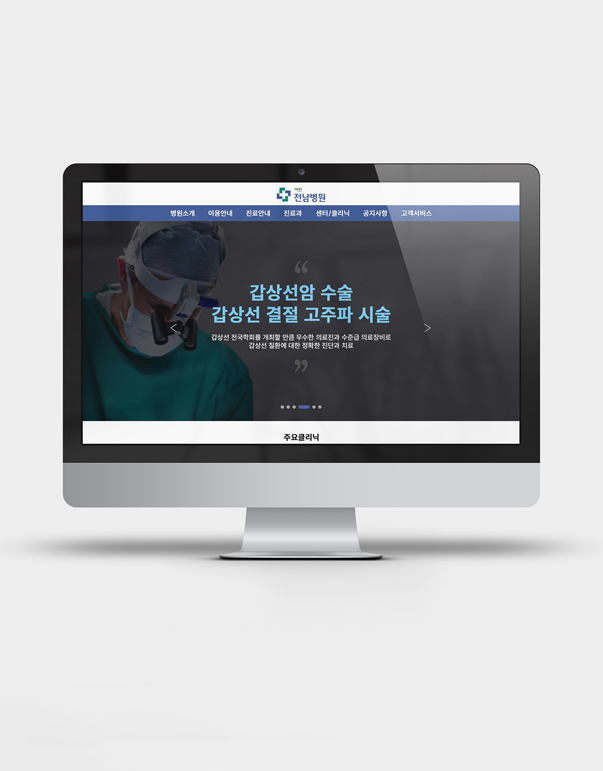 여천
전남병원
병원소개 이용안내 진료안내 진료과 센터/클리닉 공지사항 고객서비스
“
갑상선암 수술
갑상선 결절 고주파 시술
갑상선 전국학회를 개최할 만큼 우수한 의료진과 수준급 의료장비로
갑상선 질환에 대한 정확한 진단과 치료
”
주요클리닉